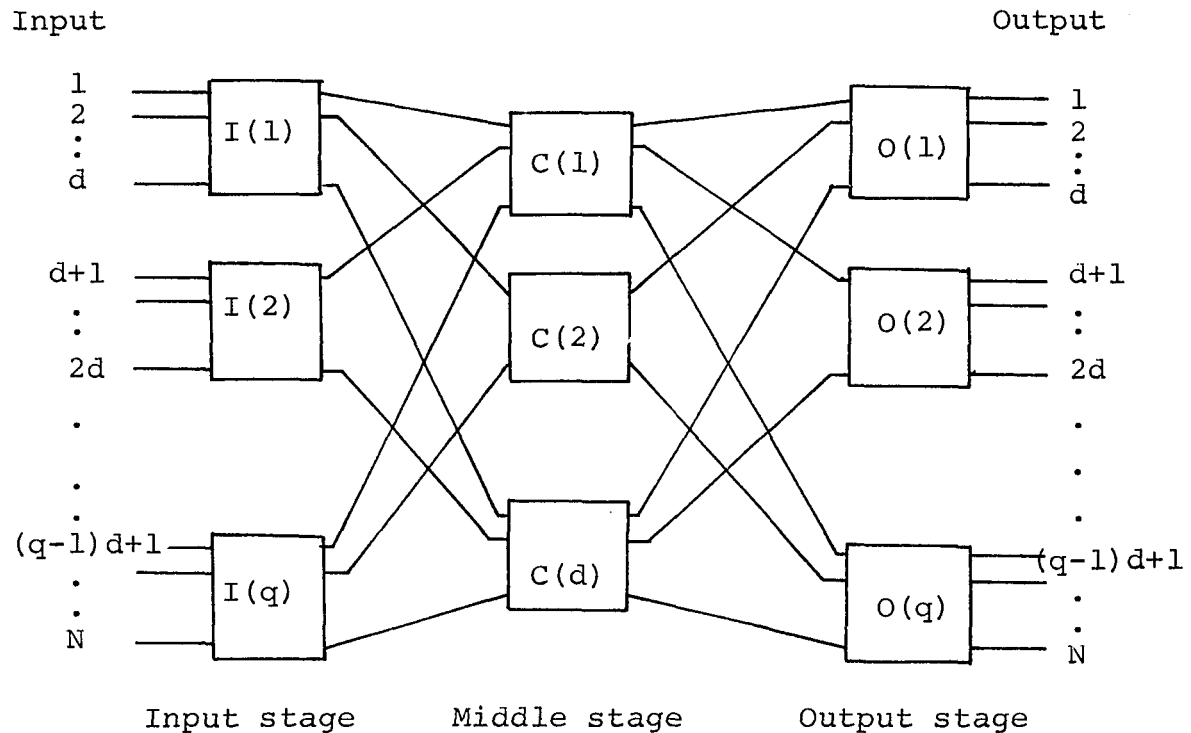 Input
Output
1
2
:
d
I(1)
C(1)
O(1)
1
2
:
d
d+1
:
2d
I(2)
C(2)
O(2)
d+1
:
2d
.
.
.
(q-1)d+1
.
.
N
I(q)
C(d)
O(q)
.
.
.
(q-1)d+1
.
.
N
Input stage
Middle stage
Output stage